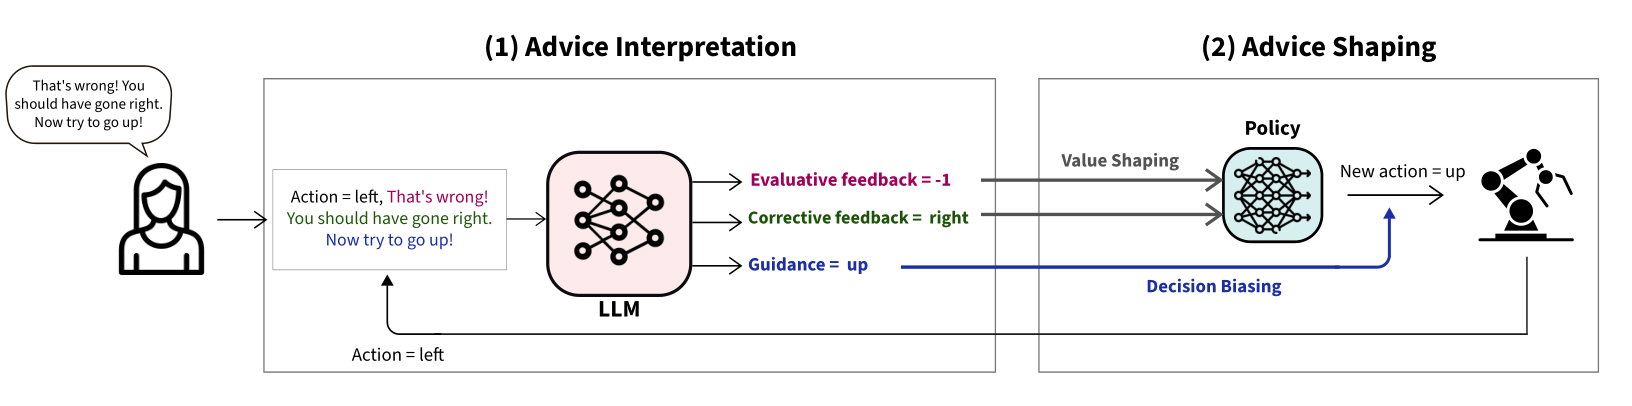 (1) Advice Interpretation
(2) Advice Shaping
That's wrong! You
should have gone right.
Now try to go up!
Action = left, That's wrong!
You should have gone right.
Now try to go up!
LLM
Evaluative feedback = -1
Corrective feedback = right
Guidance = up
Value Shaping
Policy
New action = up
Decision Biasing
Action = left